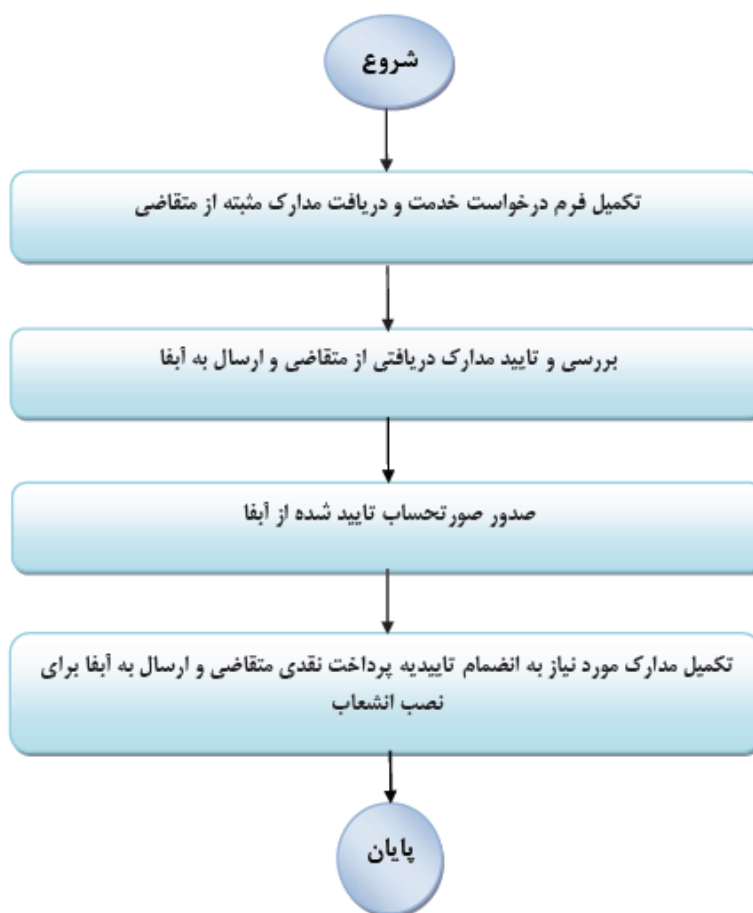 شروع
تکمیل فرم درخواست خدمت و دریافت مدارک مثبته از متقاضی
بررسی و تایید مدارک دریافتی از متقاضی و ارسال به آبفا
صدور صورتحساب تایید شده از آبفا
تکمیل مدارک مورد نیاز به انضمام تاییدیه پرداخت نقدی متقاضی و ارسال به آبفا برای
نصب انشعاب
پایان